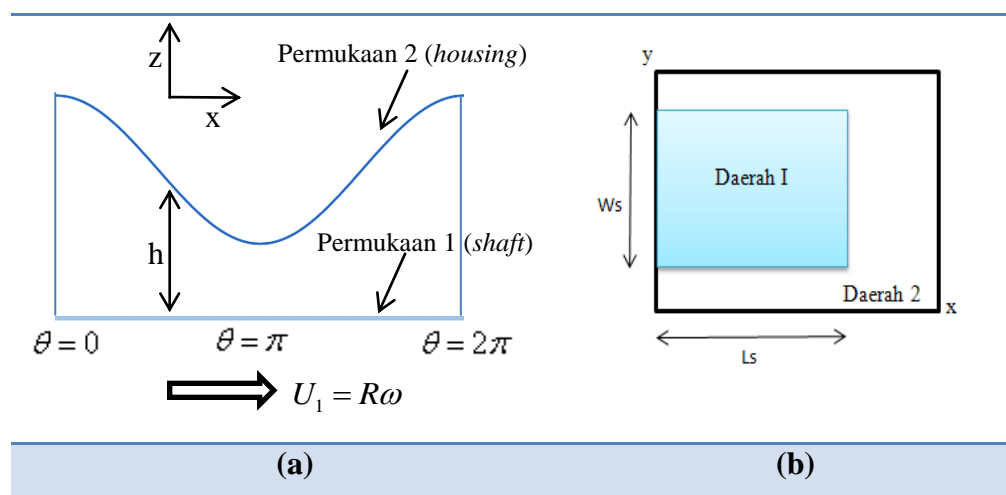 z
x
Permukaan 2 (housing)
h
Permukaan 1 (shaft)
θ = 0
θ = π
θ = 2π
U₁ = Rω
(a)
y
Ws
Daerah I
Daerah 2
x
Ls
(b)